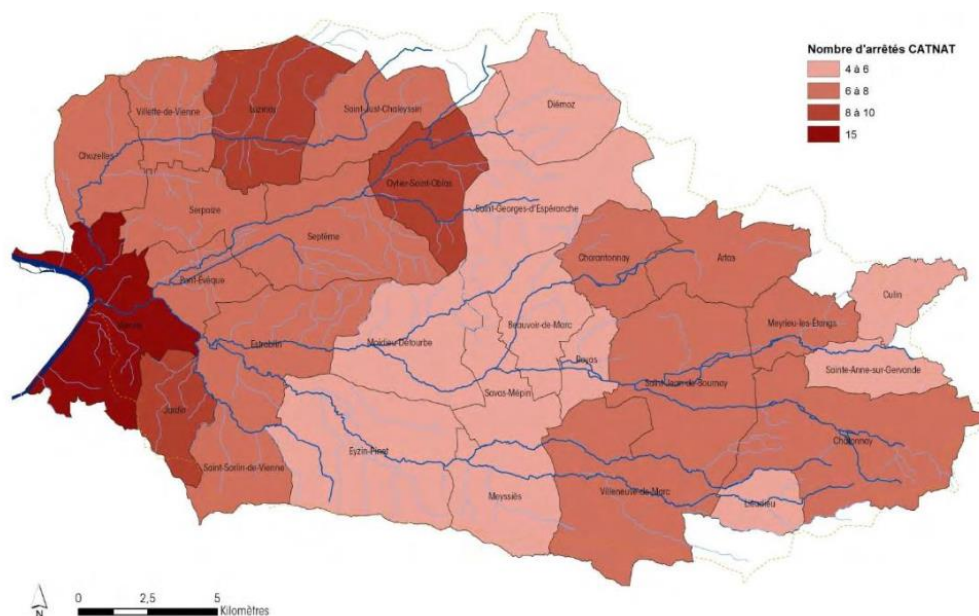 Nombre d'arrêtés CATNAT
4 à 6
6 à 8
8 à 10
15
Diémoz
Villette-de-Vienne
Luzinay
Saint-Just-Chaleyssin
Chuzelles
Oytier-Saint-Oblas
Serpaize
Saint-Georges-d'Espéranche
Septème
Charantonnay
Artas
Pont-Évêque
Culin
Vienne
Beauvoir-de-Marc
Meyrieu-les-Étangs
Estrablin
Moidieu-Détourbe
Royas
Sainte-Anne-sur-Gervonde
Saint-Jean-de-Bournay
Savas-Mépin
Jardin
Châtonnay
Eyzin-Pinet
Saint-Sorlin-de-Vienne
Meyssiès
Villeneuve-de-Marc
Lieudieu
N
0 2,5 5
Kilomètres